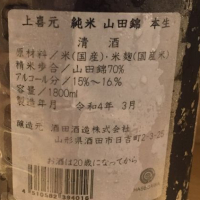 上喜元 純米 山田錦 本生
清酒
原材料/米(国産)・米麹(国産米)
精米歩合/山田錦70%
アルコール分/15%～16%
容量/1800ml
製造年月 令和4年 3月
醸造元 酒田酒造株式会社
山形県酒田市日吉町2-3-25
お酒は20歳になってから